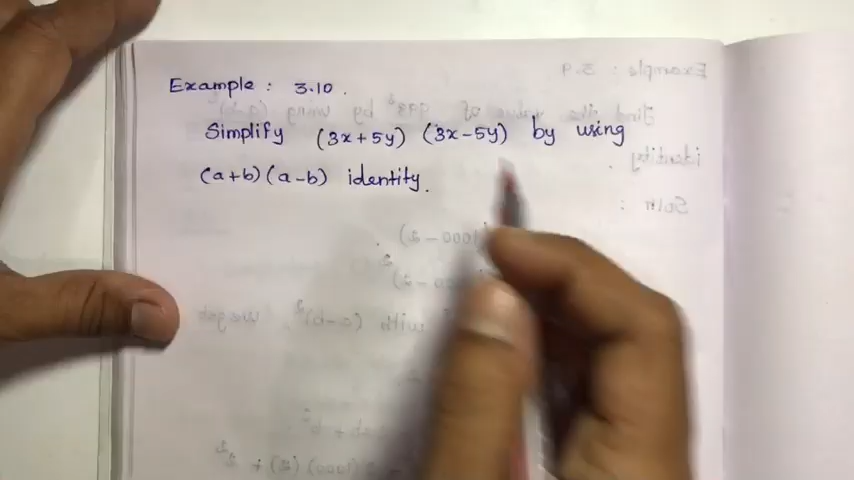 Example : 3.10.
Simplify (3x+5y) (3x-5y) by using
(a+b)(a-b) identity.